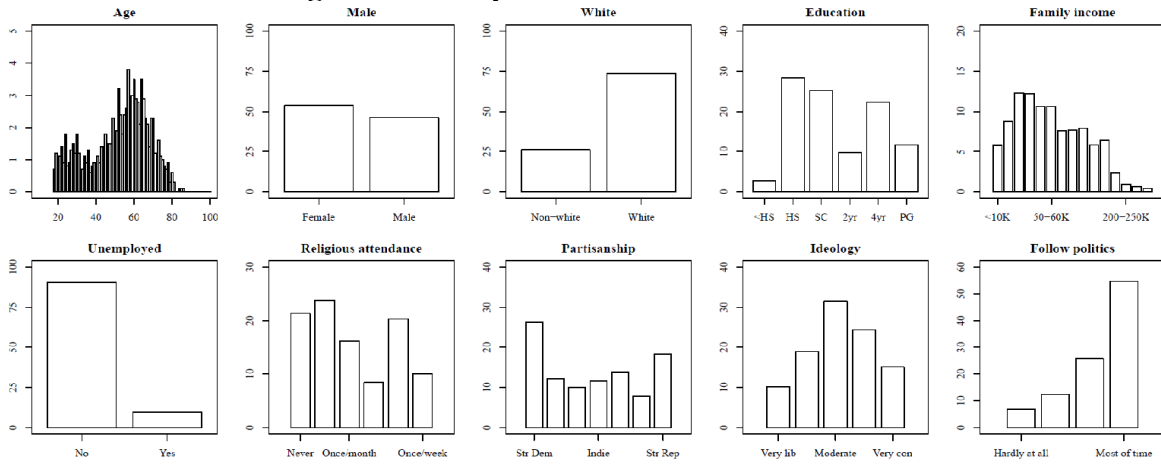 Age
0 1 2 3 4 5
20 40 60 80 100
Male
0 25 50 75 100
Female Male
White
0 25 50 75 100
Non-white White
Education
0 10 20 30 40
<HS HS SC 2yr 4yr PG
Family income
0 5 10 15 20
<10K 50-60K 200-250K
Unemployed
0 25 50 75 100
No Yes
Religious attendance
0 10 20 30
Never Once/month Once/week
Partisanship
0 10 20 30 40
Str Dem Indie Str Rep
Ideology
0 10 20 30 40
Very lib Moderate Very con
Follow politics
0 10 20 30 40 50 60
Hardly at all Most of time